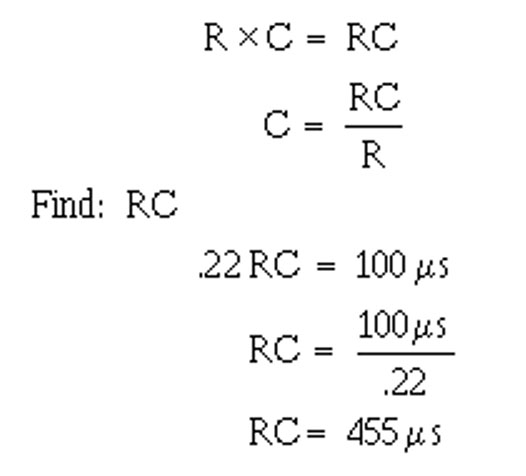 R × C = RC
C = RC / R
Find: RC
.22 RC = 100 μs
RC = 100 μs / .22
RC = 455 μs